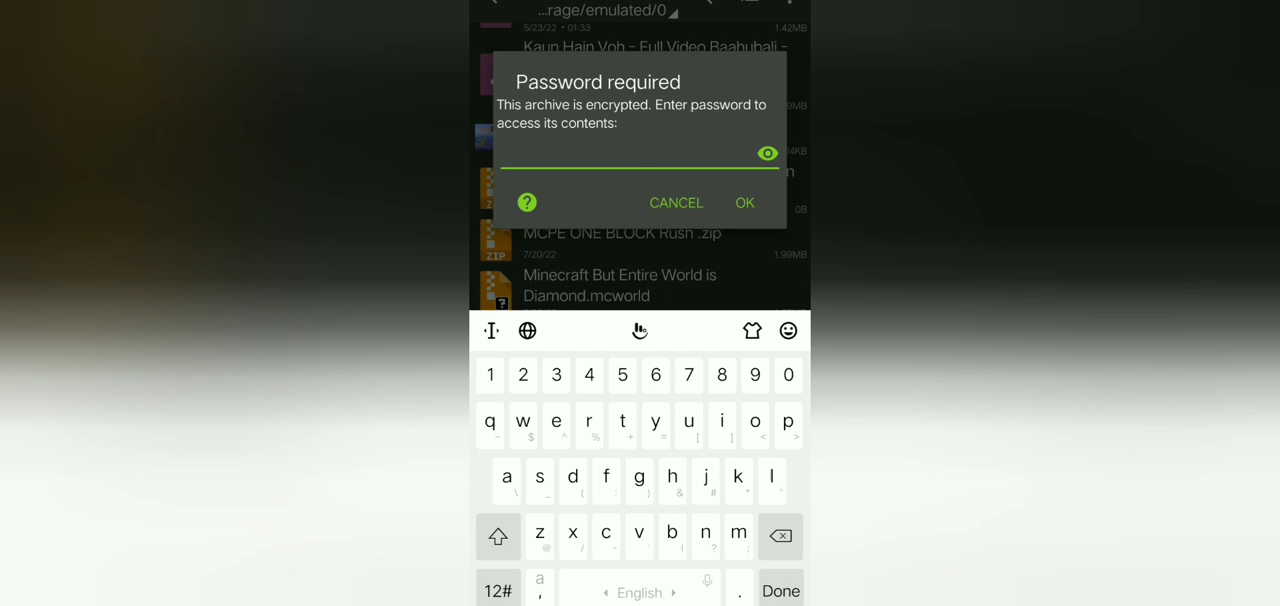 ...rage/emulated/0
5/23/22 • 01:33 1.42MB
Kaun Hain Voh – Full Video Baahubali –
Password required
This archive is encrypted. Enter password to
access its contents:
CANCEL OK
0B
MCPE ONE BLOCK Rush .zip
ZIP 7/20/22 1.99MB
Minecraft But Entire World is
Diamond.mcworld
1 2 3 4 5 6 7 8 9 0
q w e r t y u i o p
~ $ ^ % + = [ ] < >
a s d f g h j k l
\ _ ( : ) & # * '
z x c v b n m
@ / - ' ! ? ;
12# a , English . Done